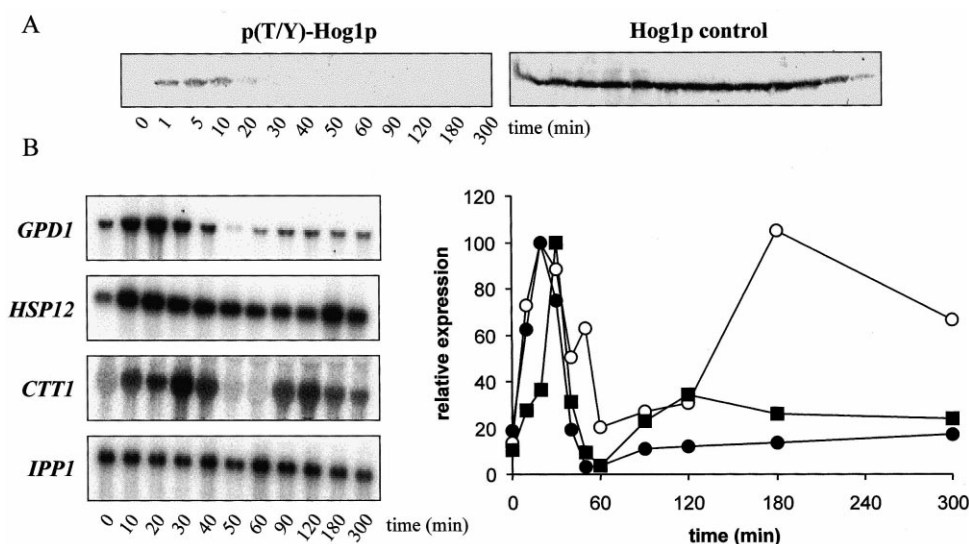 A
p(T/Y)-Hog1p
Hog1p control
0 1 5 10 20 30 40 50 60 90 120 180 300 time (min)
B
GPD1
HSP12
CTT1
IPP1
0 10 20 30 40 50 60 90 120 180 300 time (min)
relative expression
120
100
80
60
40
20
0
0 60 120 180 240 300
time (min)